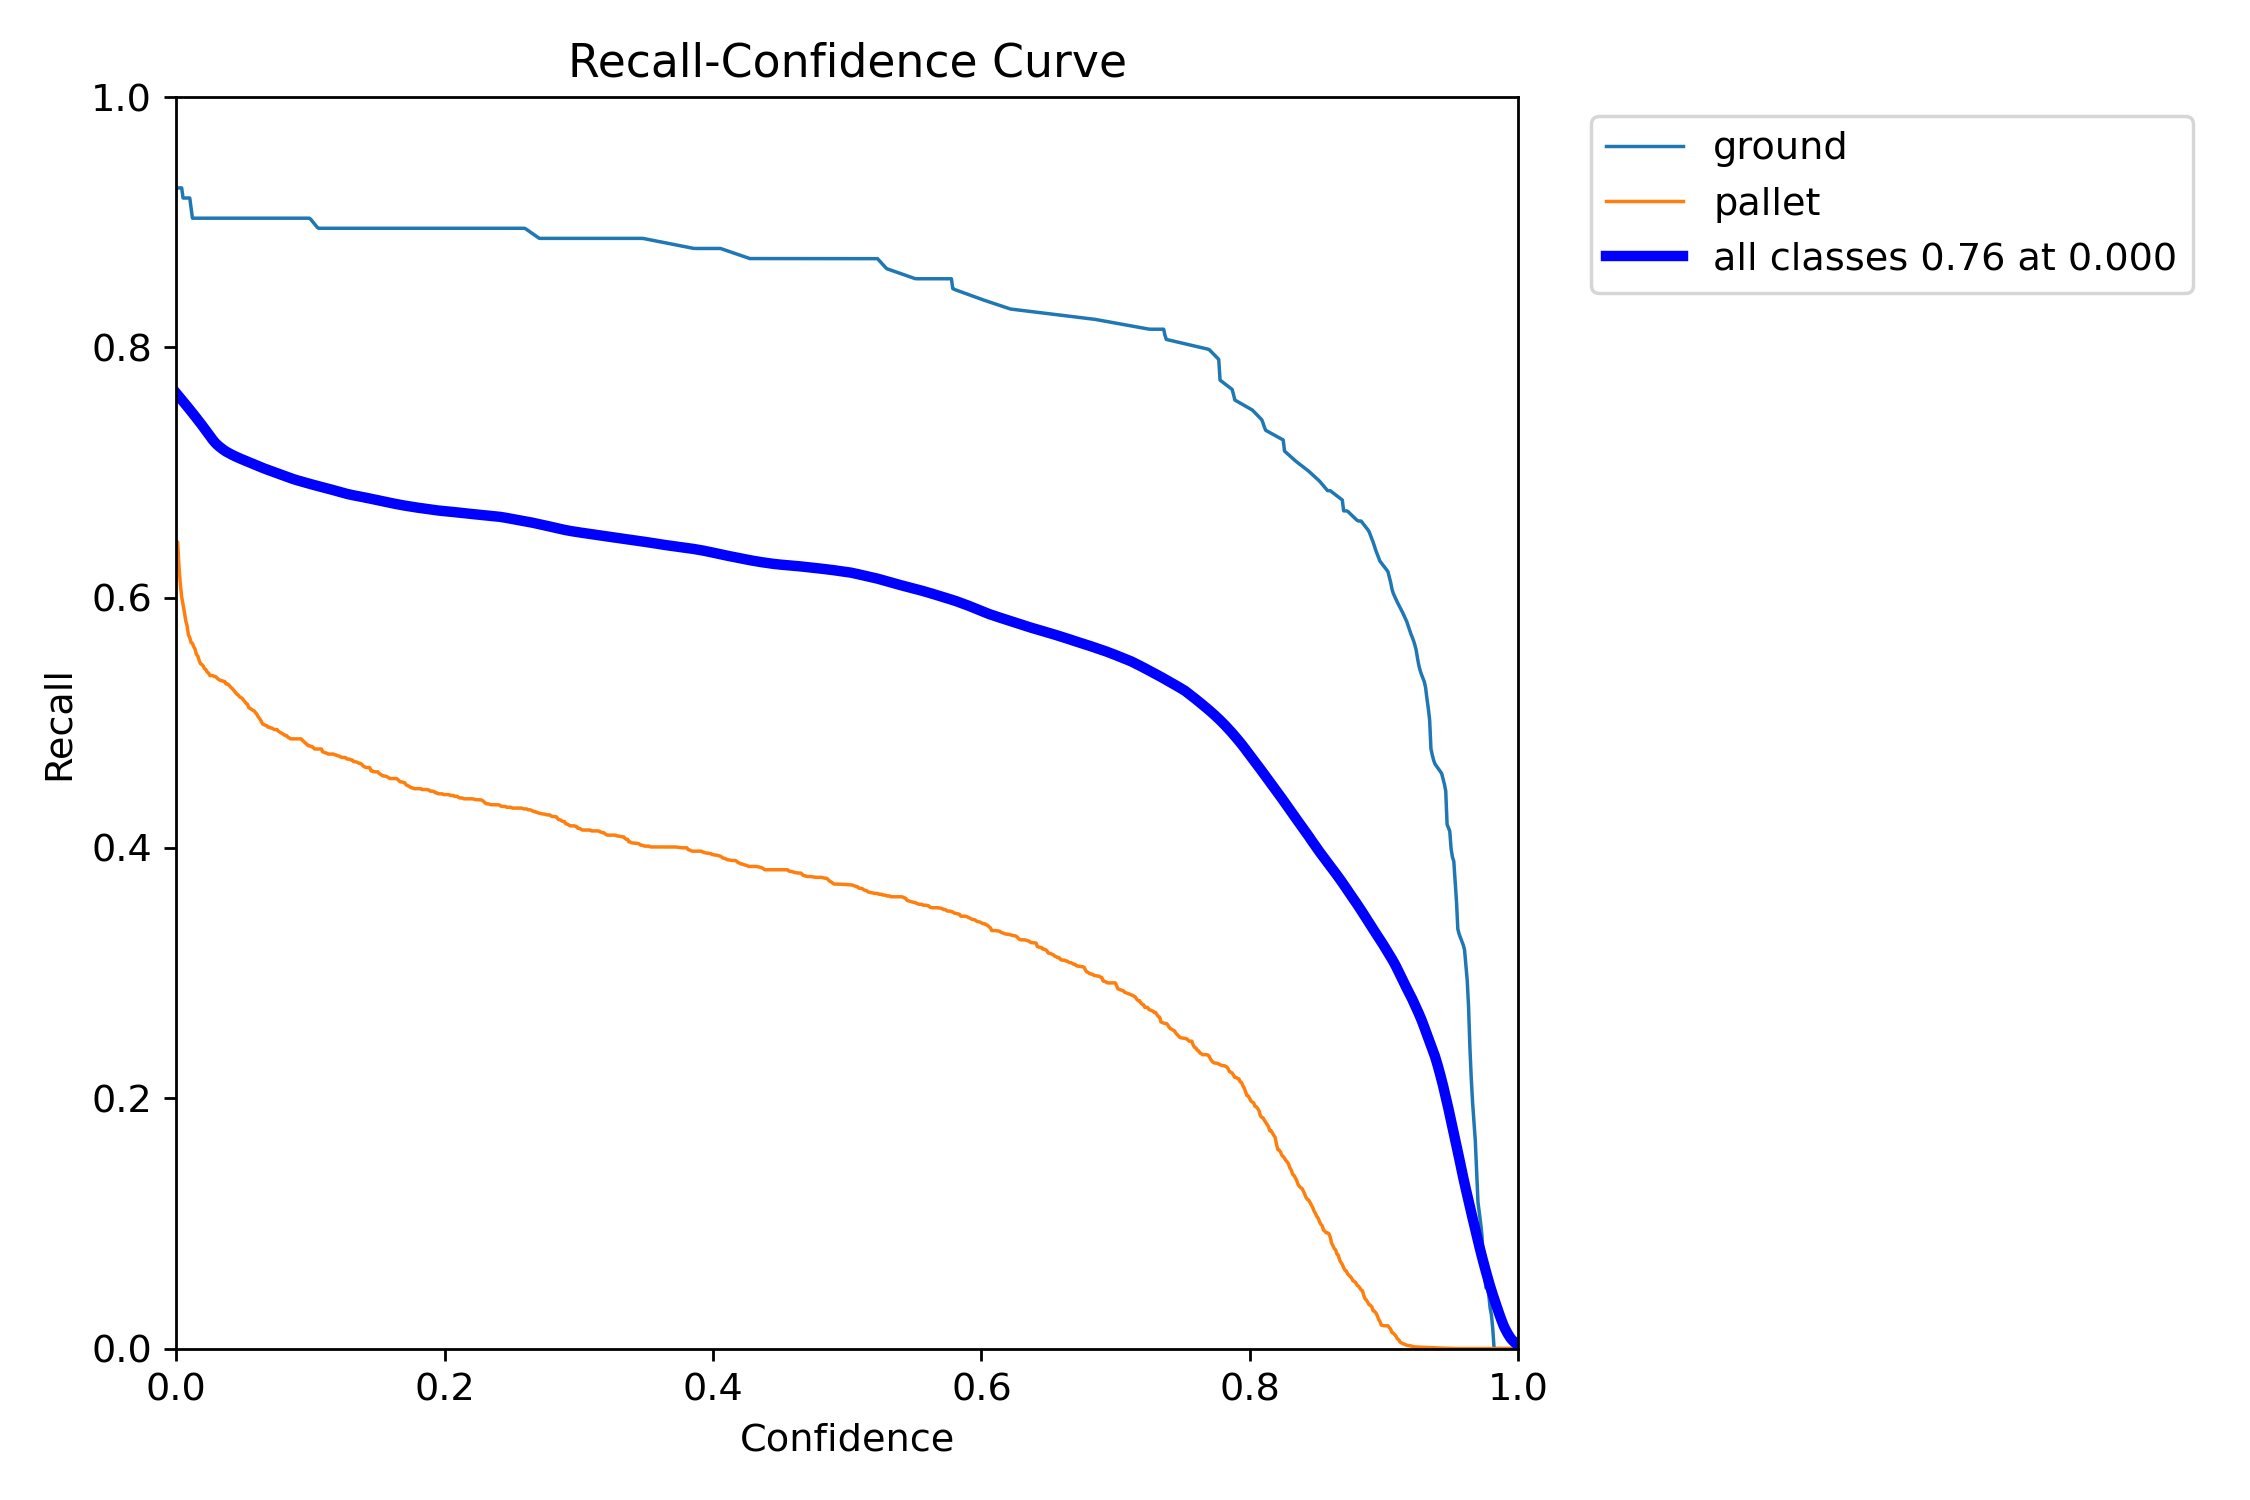 Recall-Confidence Curve
1.0
0.8
0.6
0.4
0.2
0.0
Recall
0.0 0.2 0.4 0.6 0.8 1.0
Confidence
ground
pallet
all classes 0.76 at 0.000